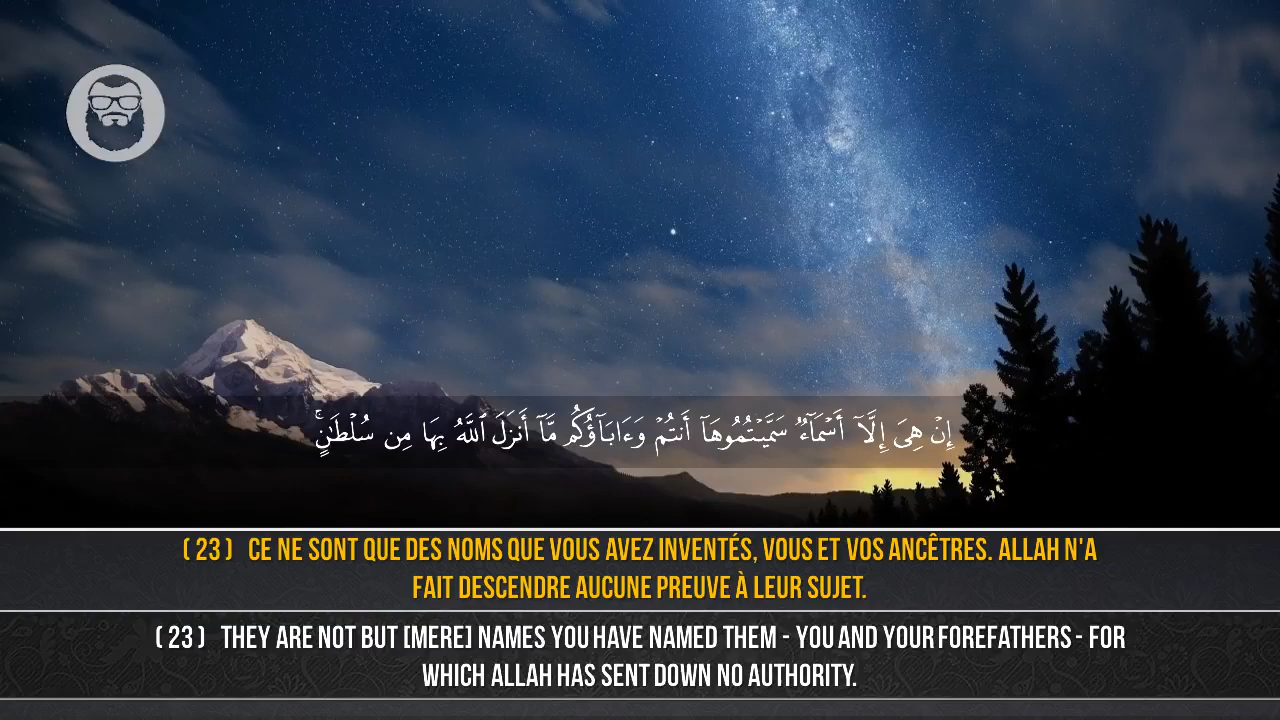 إِنْ هِىَ إِلَّآ أَسْمَآءٌ سَمَّيْتُمُوهَآ أَنتُمْ وَءَابَآؤُكُم مَّآ أَنزَلَ ٱللَّهُ بِهَا مِن سُلْطَـٰنٍ ۚ
( 23 ) CE NE SONT QUE DES NOMS QUE VOUS AVEZ INVENTÉS, VOUS ET VOS ANCÊTRES. ALLAH N'A
FAIT DESCENDRE AUCUNE PREUVE À LEUR SUJET.
( 23 ) THEY ARE NOT BUT [MERE] NAMES YOU HAVE NAMED THEM - YOU AND YOUR FOREFATHERS - FOR
WHICH ALLAH HAS SENT DOWN NO AUTHORITY.